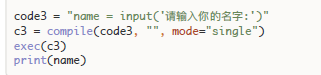 code3 = "name = input('请输入你的名字:')"
c3 = compile(code3, "", mode="single")
exec(c3)
print(name)